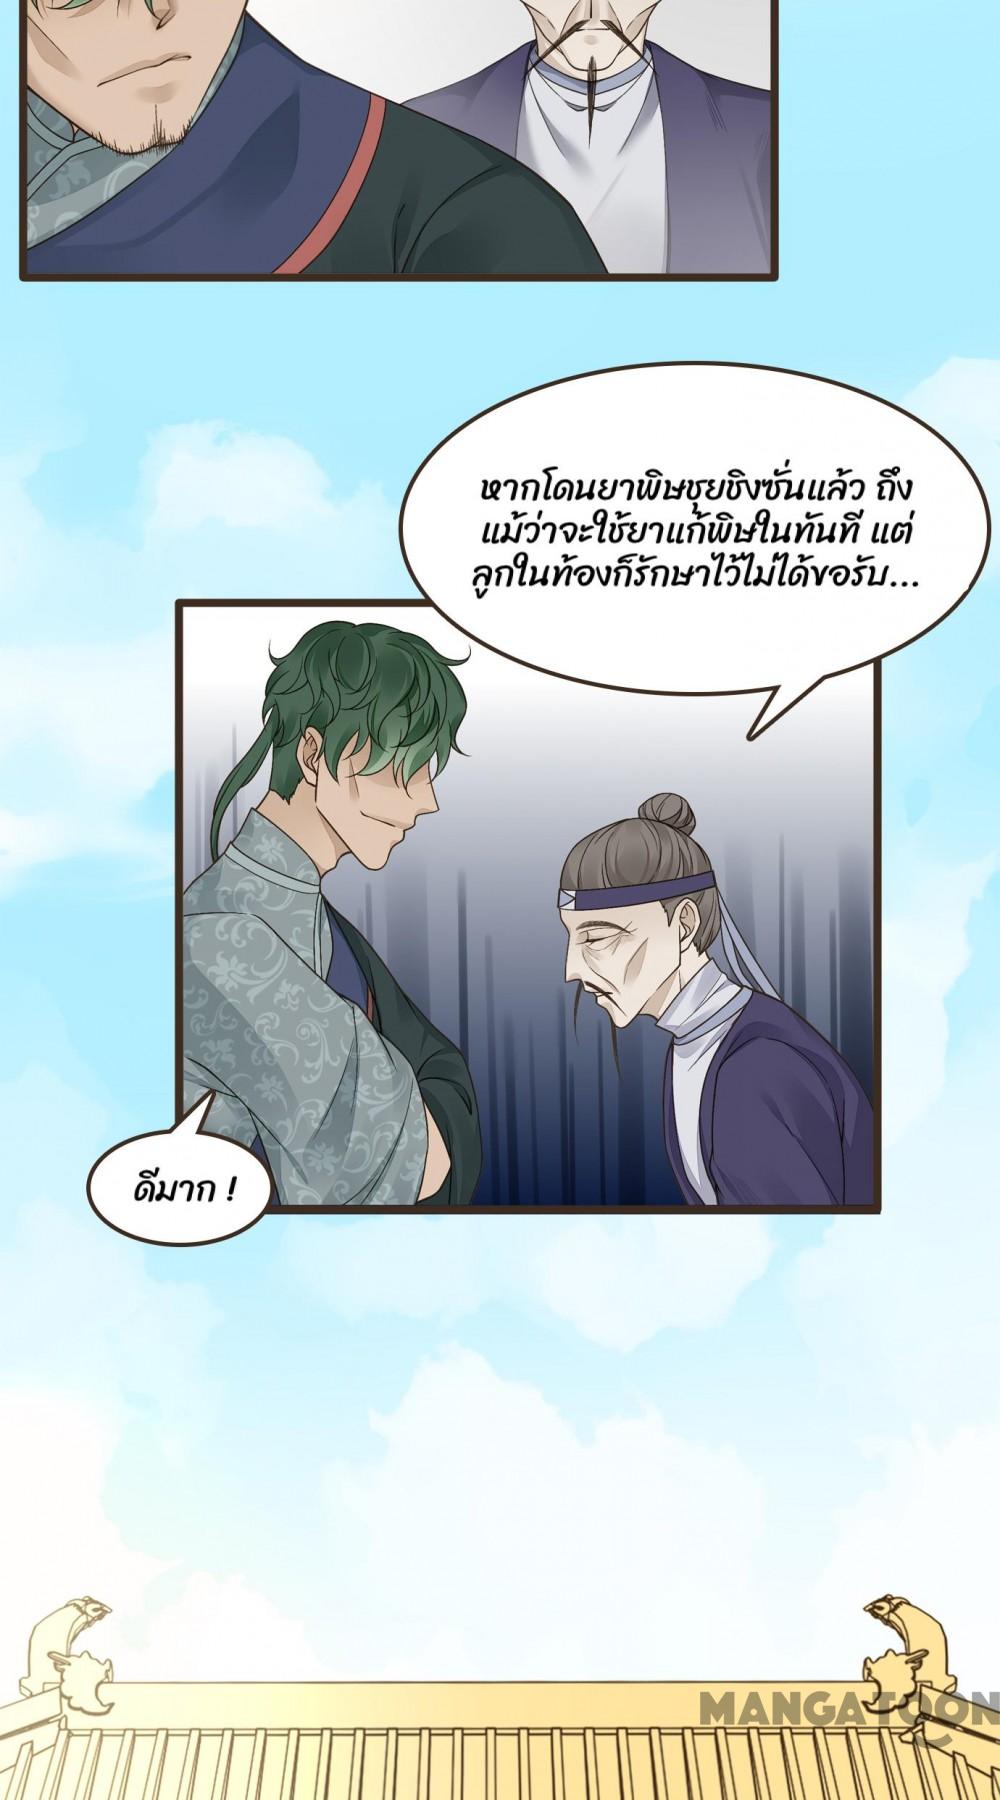 หากโดนยาพิษชุยชิงซั่นแล้ว ถึง
แม้ว่าจะใช้ยาแก้พิษในทันที แต่
ลูกในท้องก็รักษาไว้ไม่ได้ขอรับ...
ดีมาก !
MANGATOON